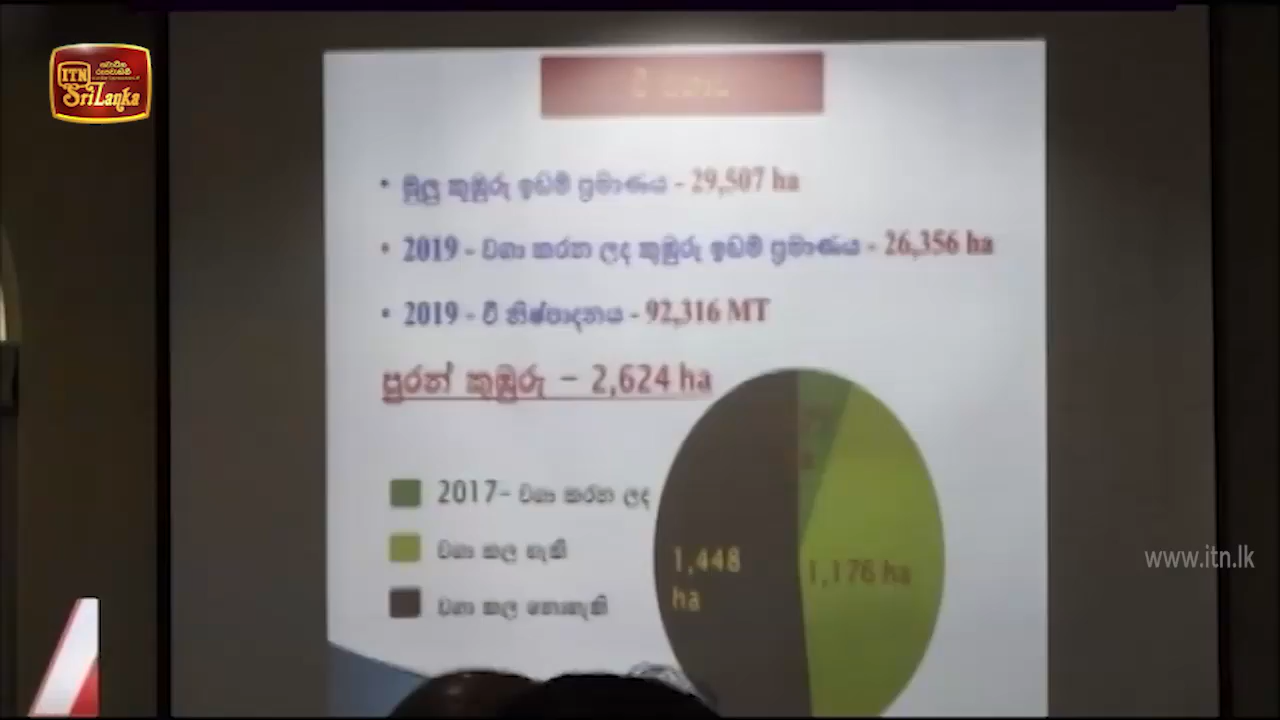 ITN
Sri Lanka
• මුලු කුඹුරු ඉඩම් ප්‍රමාණය - 29,507 ha
• 2019 - වගා කරන ලද කුඹුරු ඉඩම් ප්‍රමාණය - 26,356 ha
• 2019 - වී නිෂ්පාදනය - 92,316 MT
පුරන් කුඹුරු – 2,624 ha
2017– වගා කරන ලද
වගා කල හැකි
වගා කල නොහැකි
1,448
ha
1,176 ha
www.itn.lk